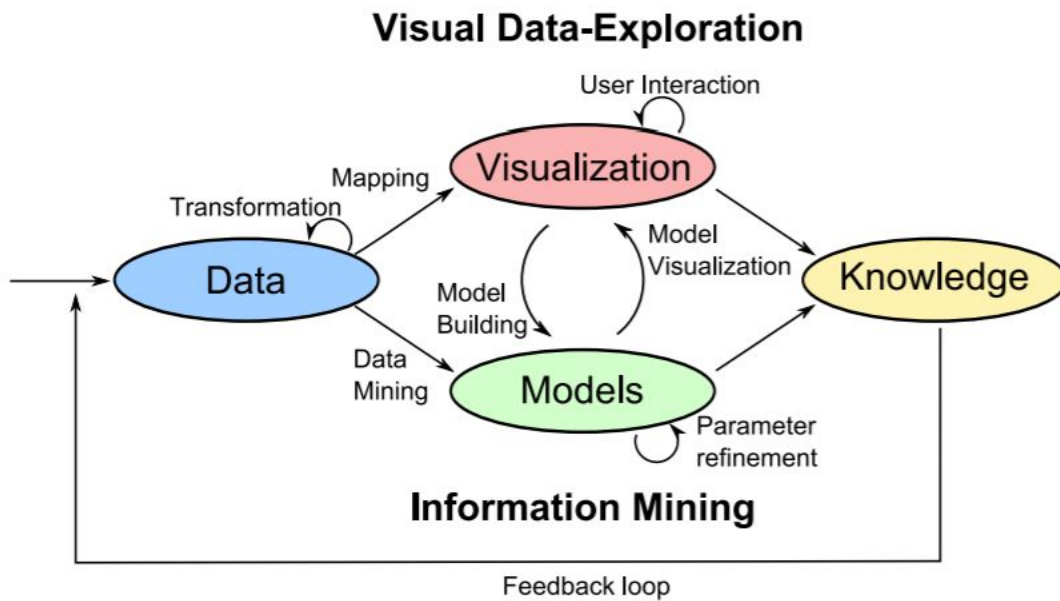 Visual Data-Exploration
User Interaction
Visualization
Mapping
Transformation
Data
Model
Visualization
Knowledge
Model
Building
Data
Mining
Models
Parameter
refinement
Information Mining
Feedback loop